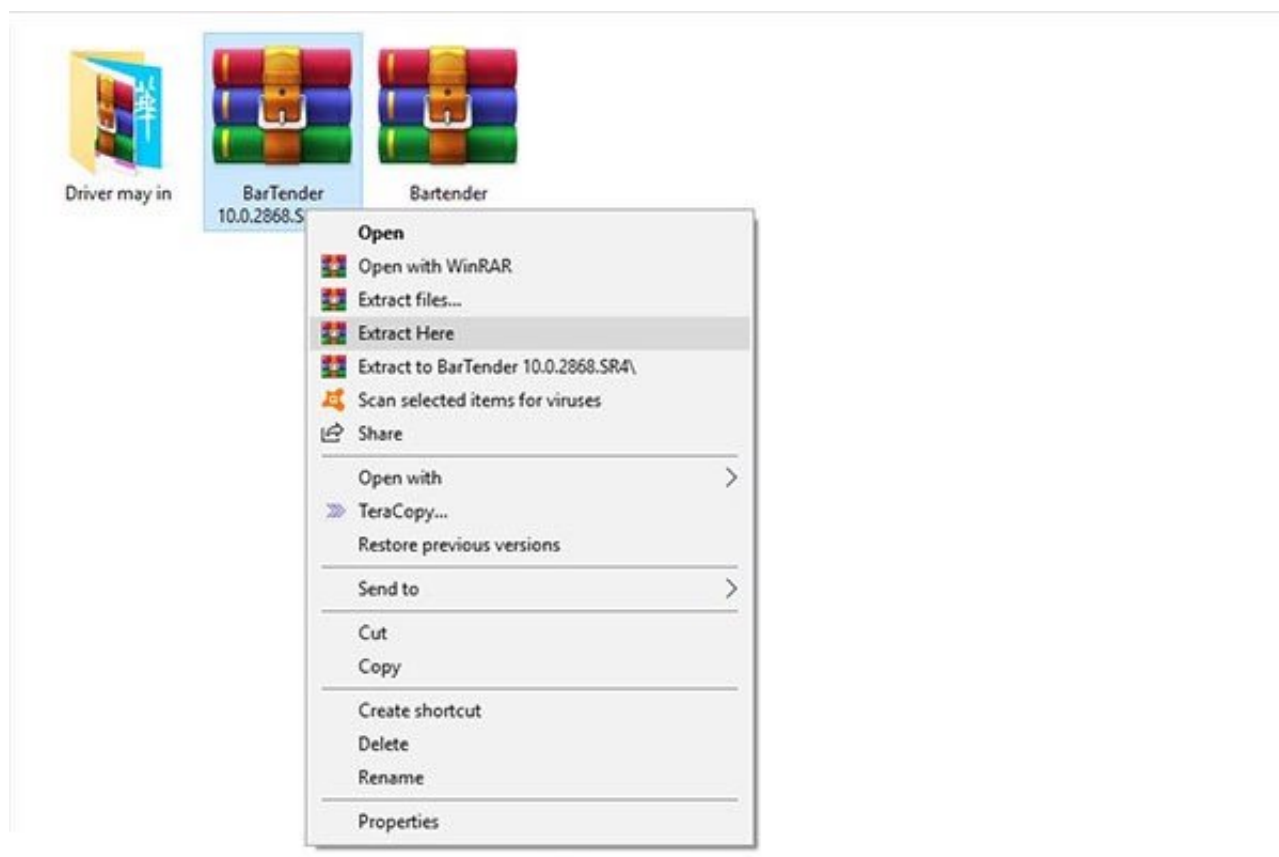 Driver may in
BarTender
10.0.2868.S
Bartender
Open
Open with WinRAR
Extract files...
Extract Here
Extract to BarTender 10.0.2868.SR4\
Scan selected items for viruses
Share
Open with
TeraCopy...
Restore previous versions
Send to
Cut
Copy
Create shortcut
Delete
Rename
Properties